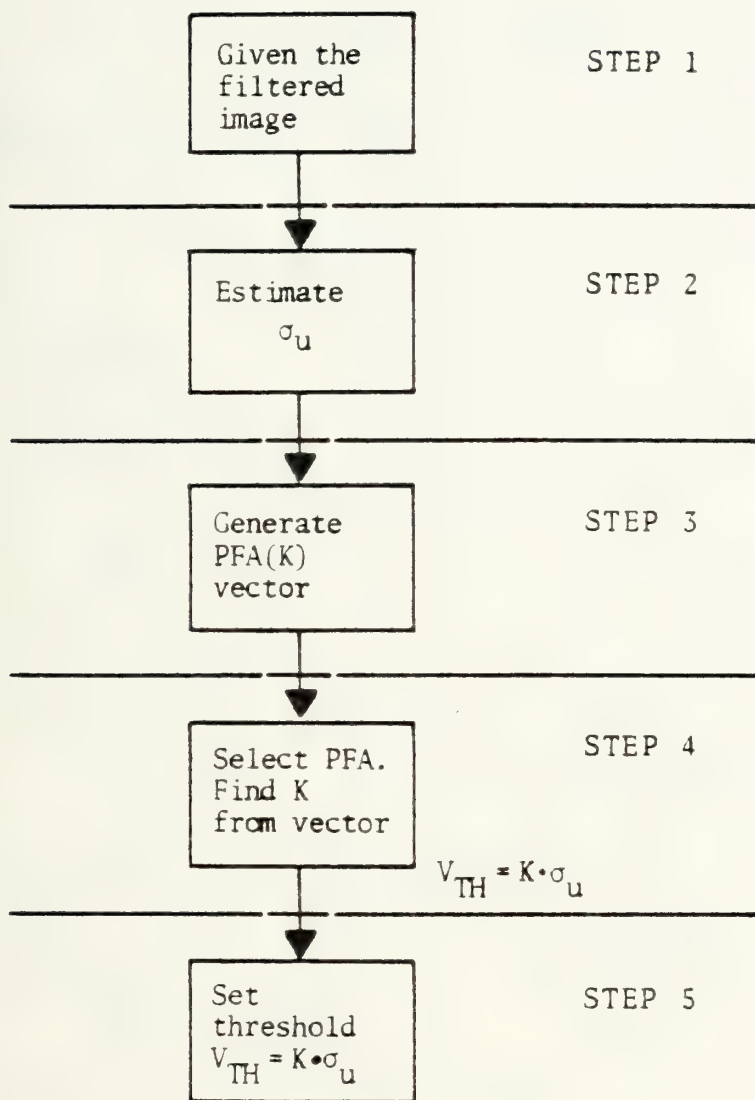 Given the
filtered
image
STEP 1
Estimate
σu
STEP 2
Generate
PFA(K)
vector
STEP 3
Select PFA.
Find K
from vector
STEP 4
VTH = K·σu
Set
threshold
VTH = K•σu
STEP 5